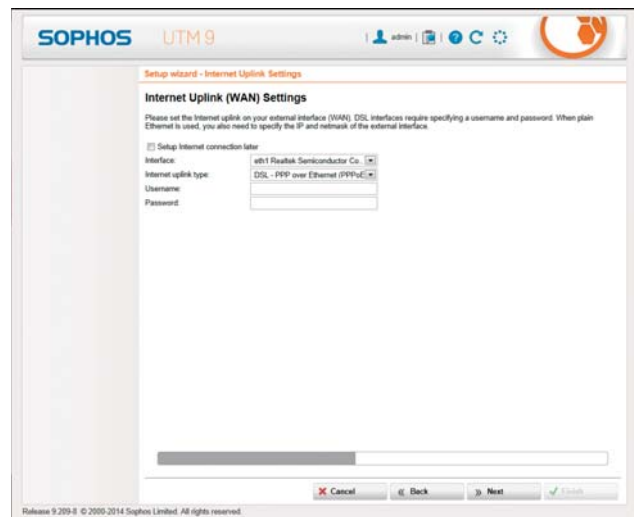 SOPHOS UTM 9 | admin | | ?
Setup wizard - Internet Uplink Settings
Internet Uplink (WAN) Settings
Please set the Internet uplink on your external interface (WAN). DSL interfaces require specifying a username and password. When plain
Ethernet is used, you also need to specify the IP and netmask of the external interface.
Setup Internet connection later
Interface: eth1 Realtek Semiconductor Co..
Internet uplink type: DSL - PPP over Ethernet (PPPoE
Username:
Password:
Cancel Back Next Finish
Release 9.209-8 © 2000-2014 Sophos Limited. All rights reserved.